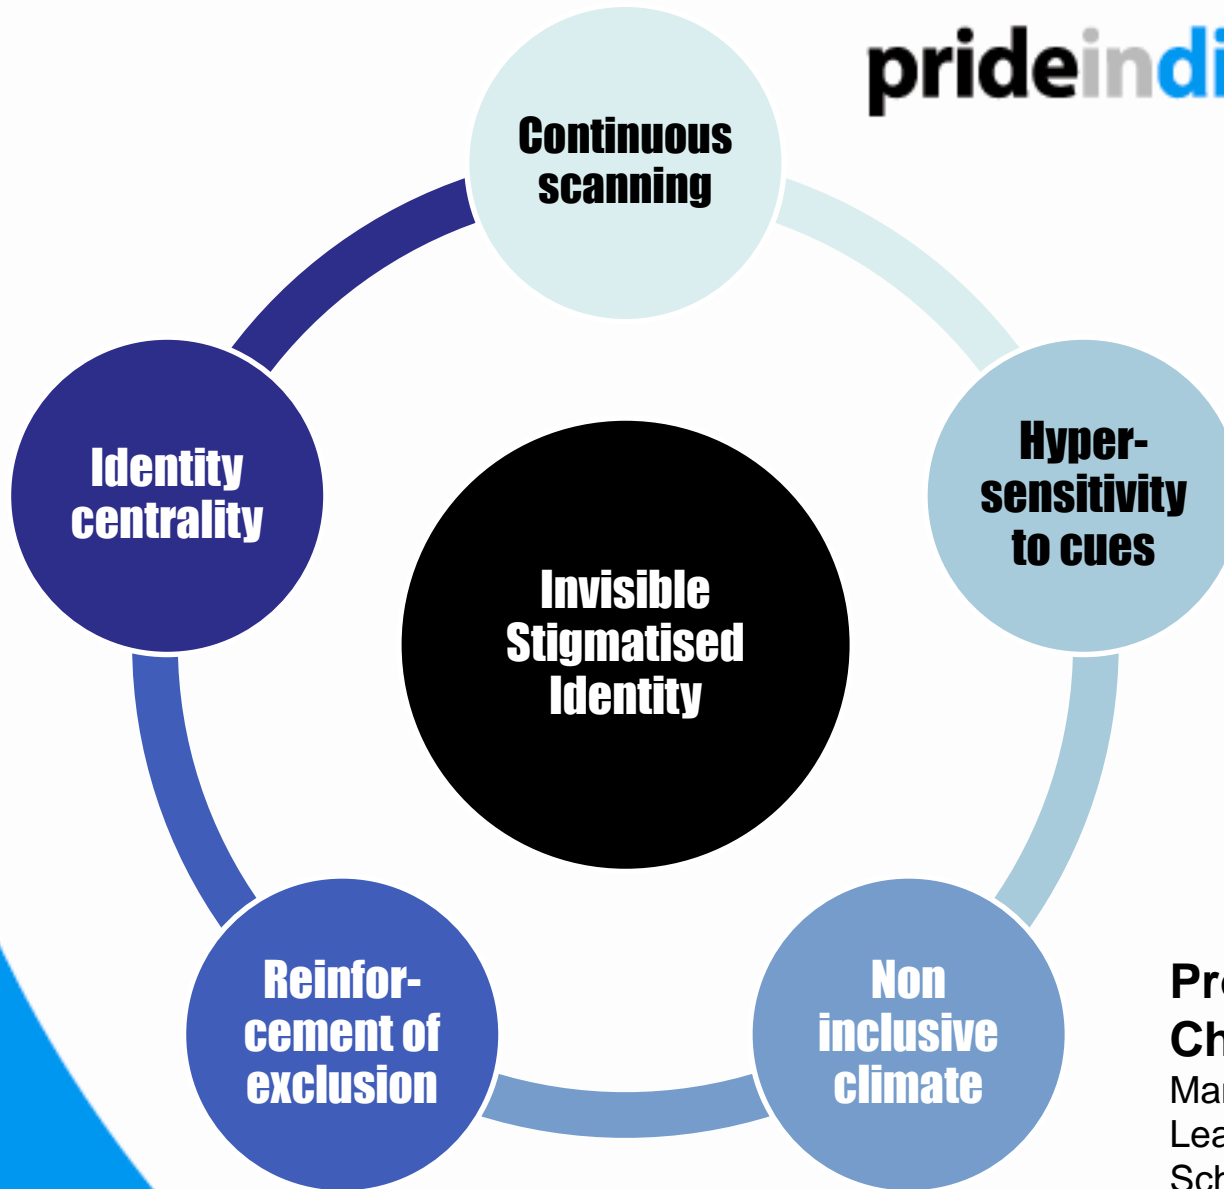 prideindi
Continuous
scanning
Hyper-
sensitivity
to cues
Identity
centrality
Invisible
Stigmatised
Identity
Reinfor-
cement of
exclusion
Non
inclusive
climate